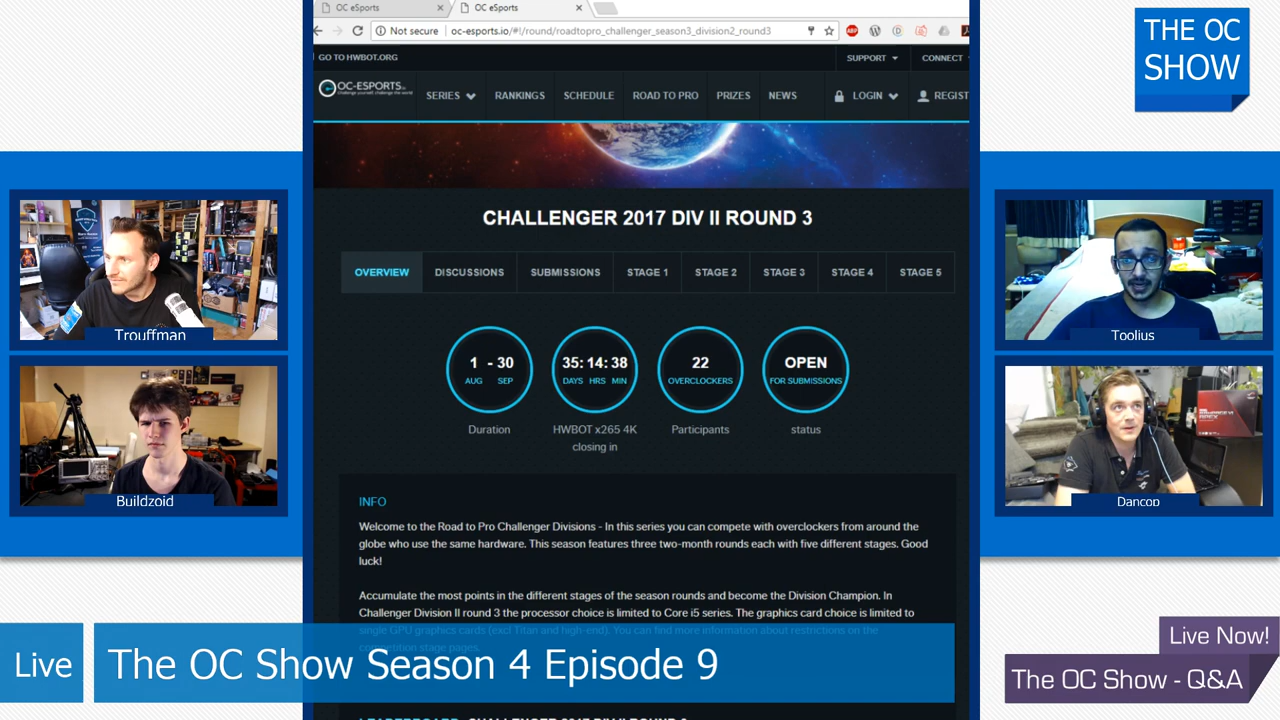 OC eSports
OC eSports
Not secure
oc-esports.io/#!/round/roadtopro_challenger_season3_division2_round3
ABP
THE OC
SHOW
GO TO HWBOT.ORG
SUPPORT
CONNECT
OC-ESPORTS
SERIES
RANKINGS
SCHEDULE
ROAD TO PRO
PRIZES
NEWS
LOGIN
REGIST
CHALLENGER 2017 DIV II ROUND 3
OVERVIEW
DISCUSSIONS
SUBMISSIONS
STAGE 1
STAGE 2
STAGE 3
STAGE 4
STAGE 5
1 - 30
AUG SEP
Duration
35: 14: 38
DAYS HRS MIN
HWBOT x265 4K
closing in
22
OVERCLOCKERS
Participants
OPEN
FOR SUBMISSIONS
status
Trouffman
Buildzoid
Toolius
Dancop
INFO
Welcome to the Road to Pro Challenger Divisions - In this series you can compete with overclockers from around the
globe who use the same hardware. This season features three two-month rounds each with five different stages. Good
luck!
Accumulate the most points in the different stages of the season rounds and become the Division Champion. In
Challenger Division II round 3 the processor choice is limited to Core i5 series. The graphics card choice is limited to
single GPU graphics cards (excl Titan and high-end). You can find more information about restrictions on the
competition stage pages.
Live
The OC Show Season 4 Episode 9
Live Now!
The OC Show - Q&A